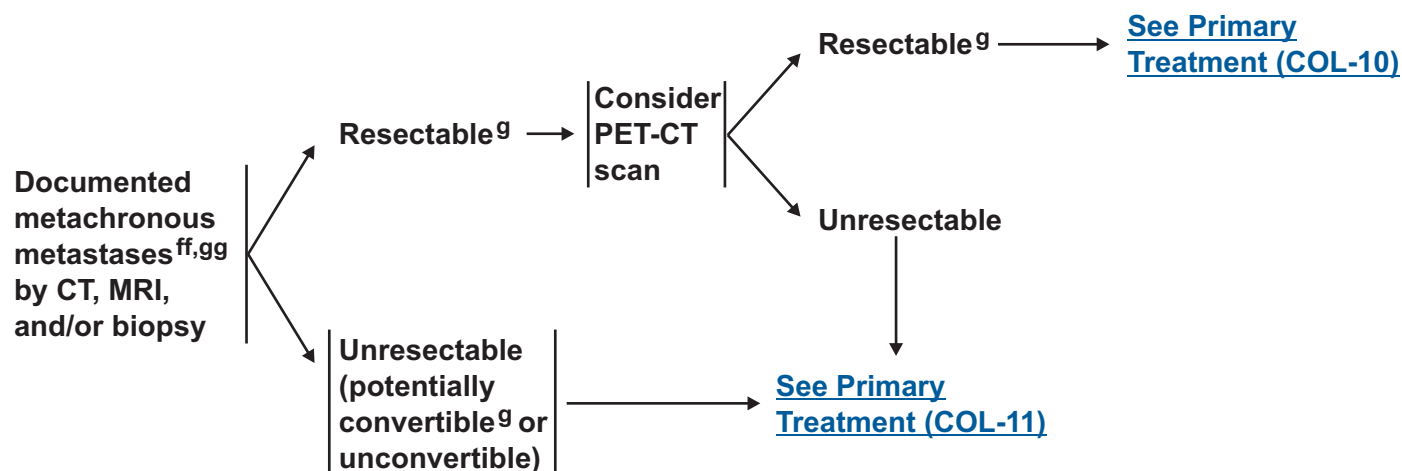 Documented
metachronous
metastases ff,gg
by CT, MRI,
and/or biopsy
Resectable g
Consider
PET-CT
scan
Resectable g
See Primary
Treatment (COL-10)
Unresectable
Unresectable
(potentially
convertible g or
unconvertible)
See Primary
Treatment (COL-11)